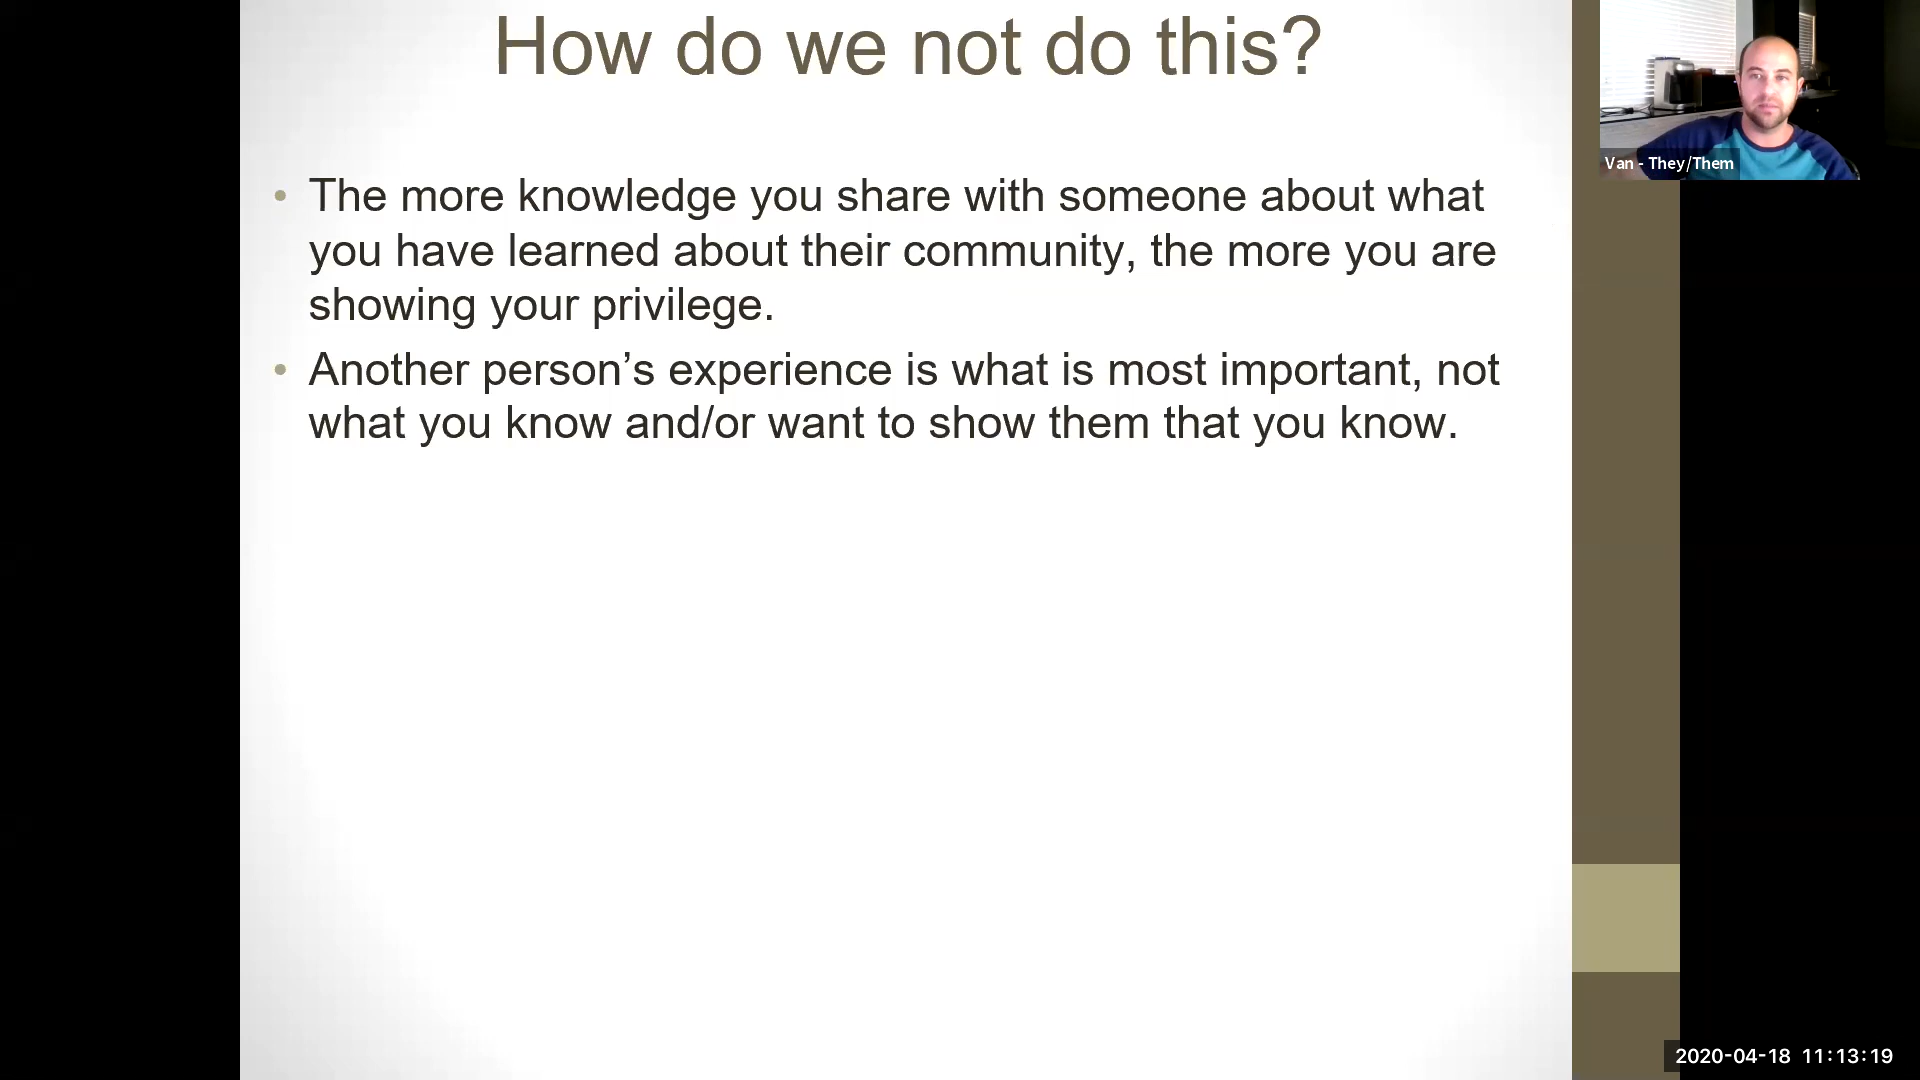 How do we not do this?
• The more knowledge you share with someone about what
you have learned about their community, the more you are
showing your privilege.
• Another person’s experience is what is most important, not
what you know and/or want to show them that you know.
Van - They/Them
2020-04-18 11:13:19